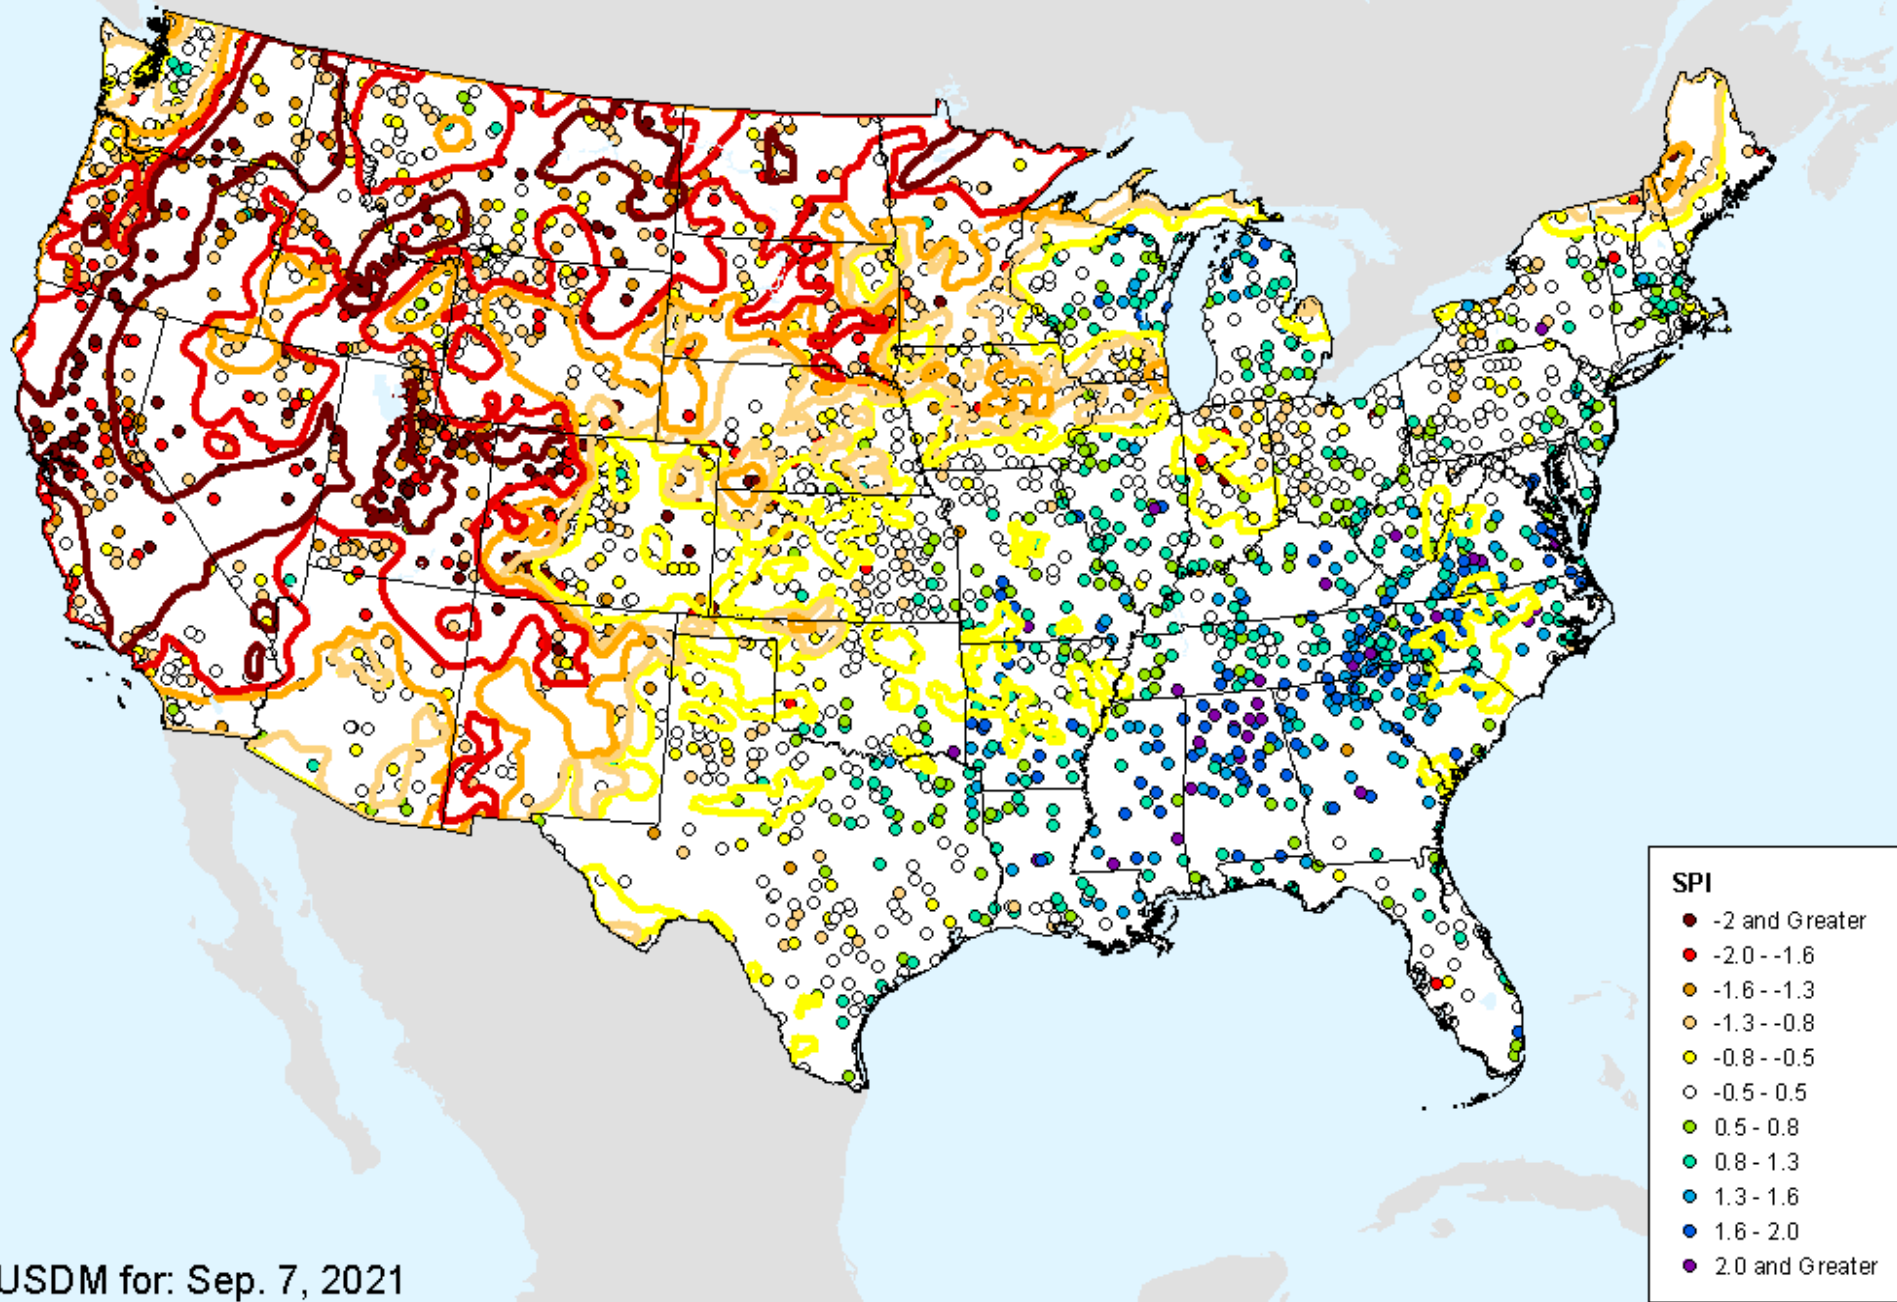 SPI
-2 and Greater
-2.0 - -1.6
-1.6 - -1.3
-1.3 - -0.8
-0.8 - -0.5
-0.5 - 0.5
0.5 - 0.8
0.8 - 1.3
1.3 - 1.6
1.6 - 2.0
2.0 and Greater
USDM for: Sep. 7, 2021